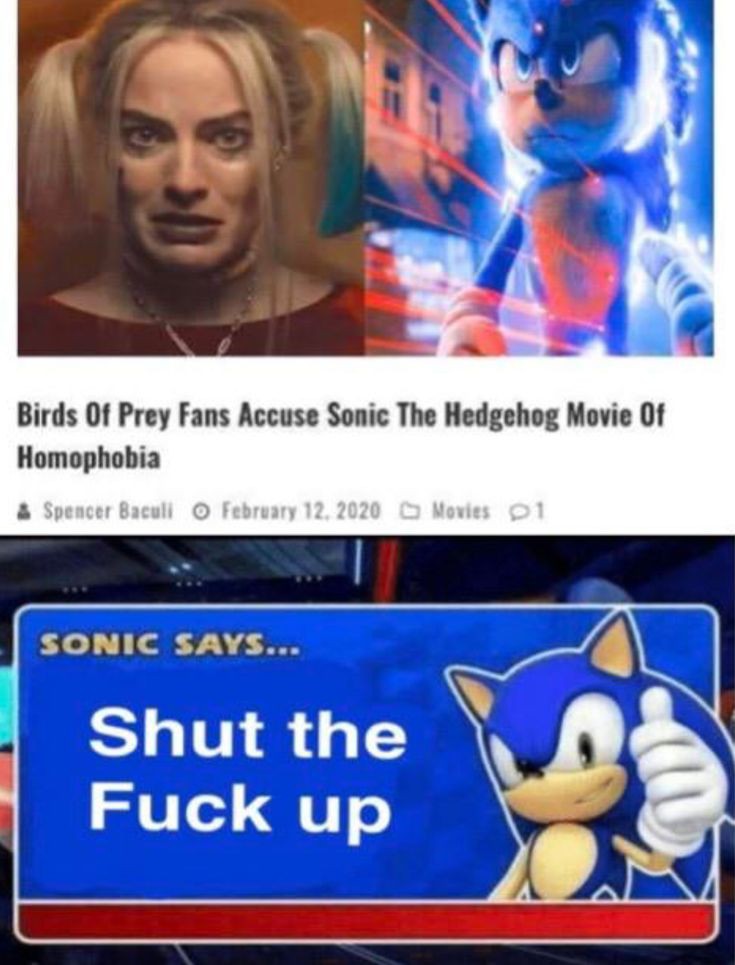 Birds Of Prey Fans Accuse Sonic The Hedgehog Movie Of
Homophobia
Spencer Baculi February 12, 2020 Movies 1
SONIC SAYS...
Shut the
Fuck up